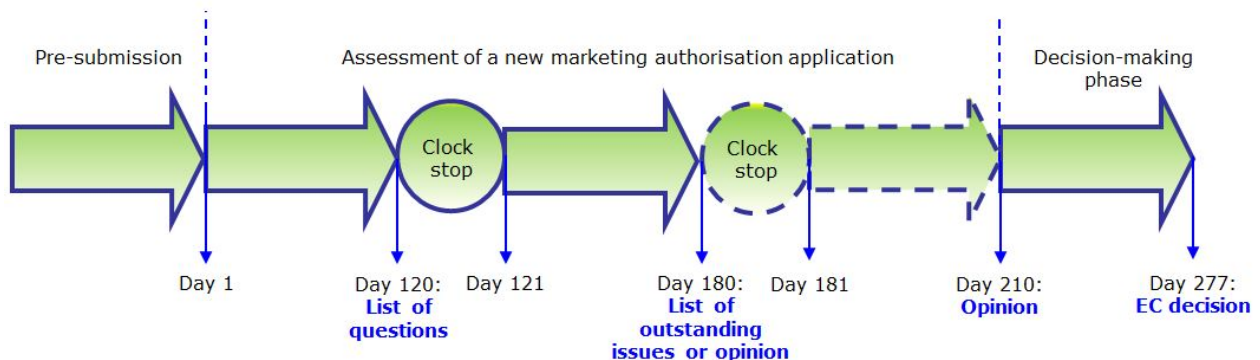 Pre-submission
Assessment of a new marketing authorisation application
Decision-making
phase
Clock
stop
Clock
stop
Day 1
Day 120:
List of
questions
Day 121
Day 180:
List of
outstanding
issues or opinion
Day 181
Day 210:
Opinion
Day 277:
EC decision